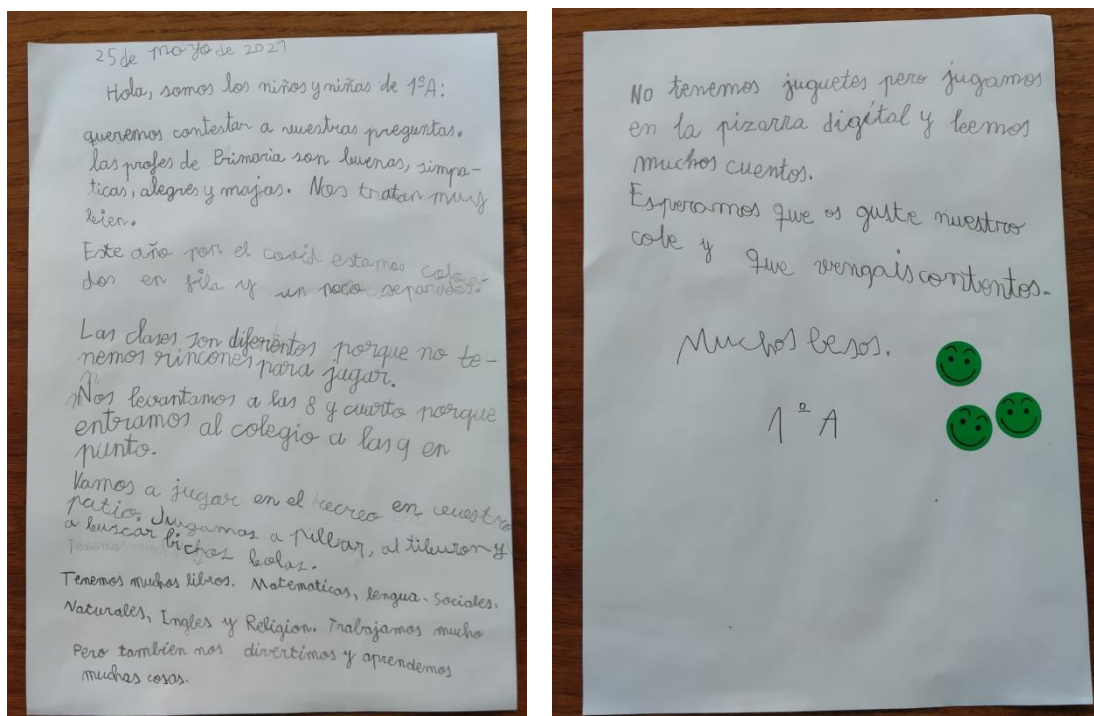 25 de mayo de 2021
Hola, somos los niños y niñas de 1ºA:
queremos contestar a vuestras preguntas.
las profes de Primaria son buenas, simpa-
ticas, alegres y majas. Nos tratan muy
bien.
Este año por el covid estamos coloca-
dos en fila y un poco separados.
Las clases son diferentes porque no te-
nemos rincones para jugar.
Nos levantamos a las 8 y cuarto porque
entramos al colegio a las 9 en
punto.
Vamos a jugar en el recreo en vuestro
patio. Jugamos a pillar, al tiburon y
a buscar bichos bolas.
Tenemos muchos libros. Matematicas, lengua. Sociales.
Naturales, Ingles y Religion. Trabajamos mucho
Pero tambien nos divertimos y aprendemos
muchas cosas.
No tenemos juguetes pero jugamos
en la pizarra digital y leemos
muchos cuentos.
Esperamos que os guste nuestro
cole y que vengais contentos.
Muchos besos.
1º A